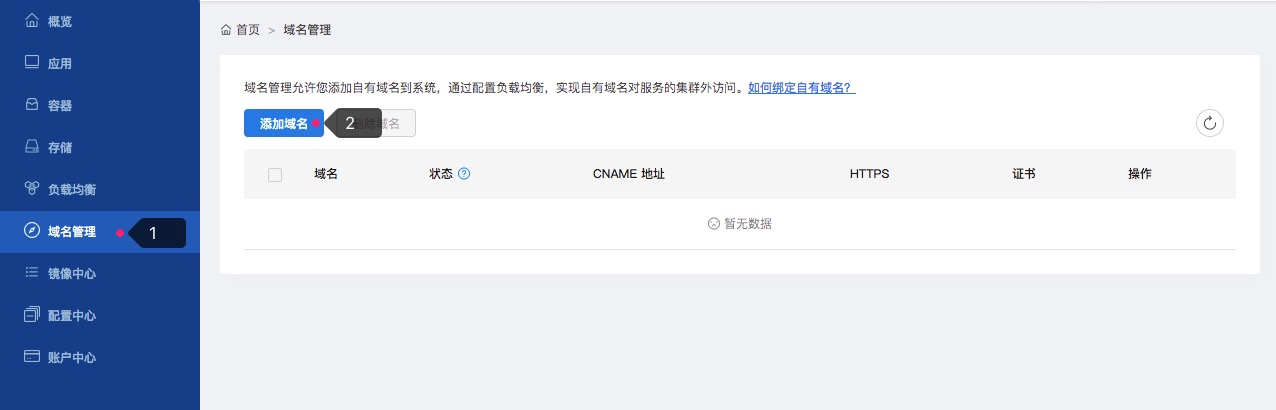 概览
应用
容器
存储
负载均衡
域名管理 1
镜像中心
配置中心
账户中心
首页 > 域名管理
域名管理允许您添加自有域名到系统，通过配置负载均衡，实现自有域名对服务的集群外访问。如何绑定自有域名？
添加域名 2 删除域名
域名 状态 CNAME 地址 HTTPS 证书 操作
暂无数据